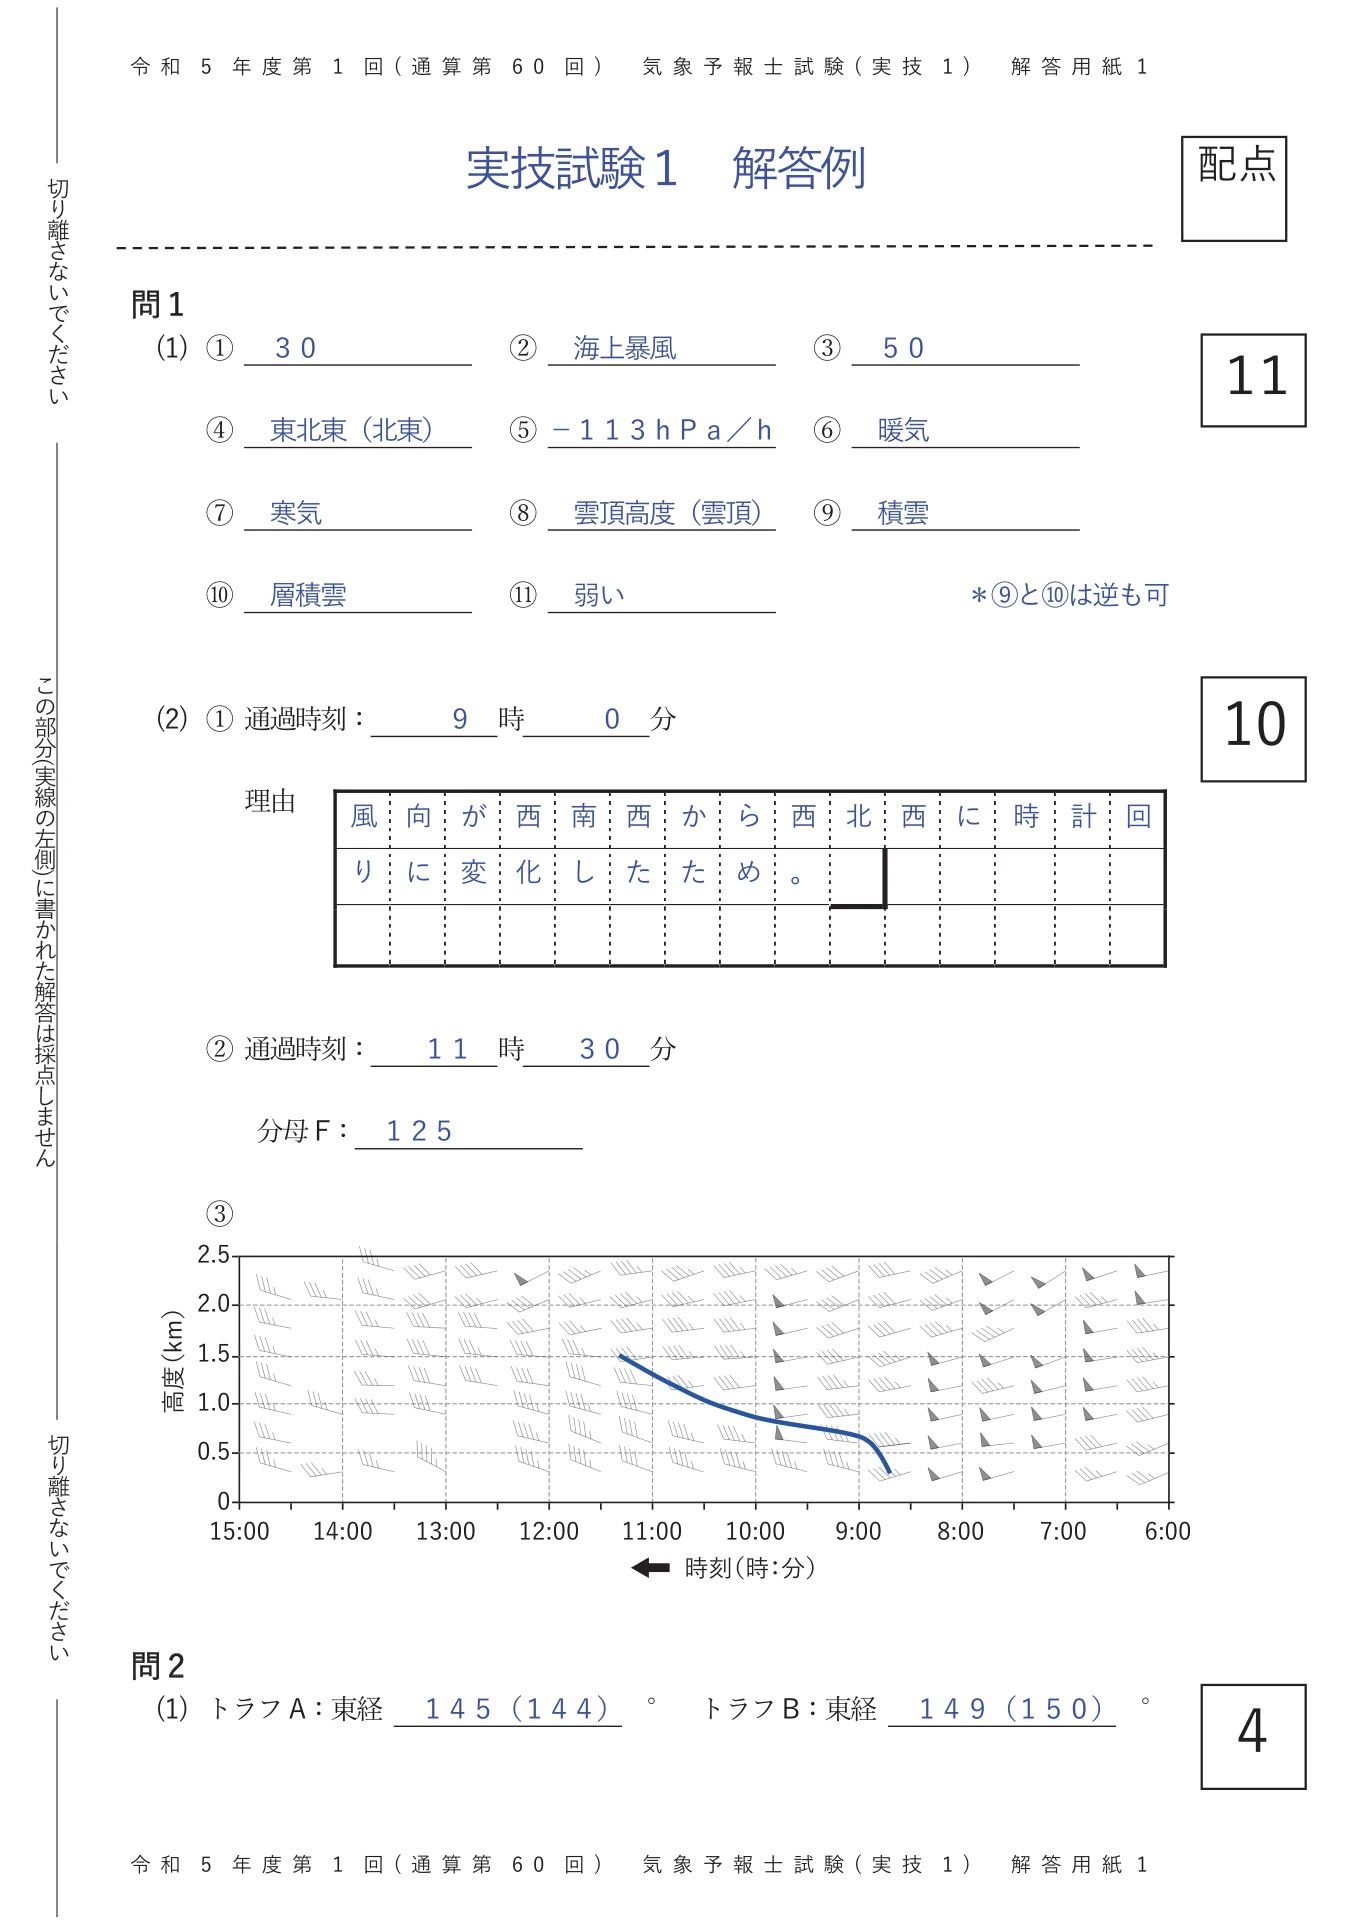 令和 5 年度第 1 回(通算第 60 回) 気象予報士試験(実技 1) 解答用紙 1
実技試験１　解答例
配点
切り離さないでください
この部分(実線の左側)に書かれた解答は採点しません
切り離さないでください
問１
(1) ① ３０ ② 海上暴風 ③ ５０
11
④ 東北東（北東） ⑤ －１１３ｈＰａ／ｈ ⑥ 暖気
⑦ 寒気 ⑧ 雲頂高度（雲頂） ⑨ 積雲
⑩ 層積雲 ⑪ 弱い ＊⑨と⑩は逆も可
(2) ① 通過時刻： ９ 時 ０ 分
10
理由 風向が西南西から西北西に時計回
りに変化したため。
② 通過時刻： １１ 時 ３０ 分
分母 F： １２５
③
高度(km)
2.5
2.0
1.5
1.0
0.5
0
15:00 14:00 13:00 12:00 11:00 10:00 9:00 8:00 7:00 6:00
時刻(時:分)
問２
(1) トラフ A：東経 １４５（１４４） ° トラフ B：東経 １４９（１５０） °
4
令和 5 年度第 1 回(通算第 60 回) 気象予報士試験(実技 1) 解答用紙 1